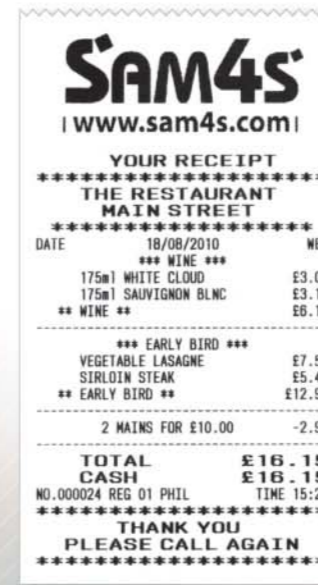 SAM4S
www.sam4s.com
YOUR RECEIPT
**********************
THE RESTAURANT
MAIN STREET
********************
DATE 18/08/2010
*** WINE ***
175ml WHITE CLOUD
175ml SAUVIGNON BLNC
** WINE **
*** EARLY BIRD ***
VEGETABLE LASAGNE
SIRLOIN STEAK
** EARLY BIRD **
2 MAINS FOR £10.00
TOTAL £16.15
CASH £16.15
NO.000024 REG 01 PHIL TIME
**********************
THANK YOU
PLEASE CALL AGAIN
**********************